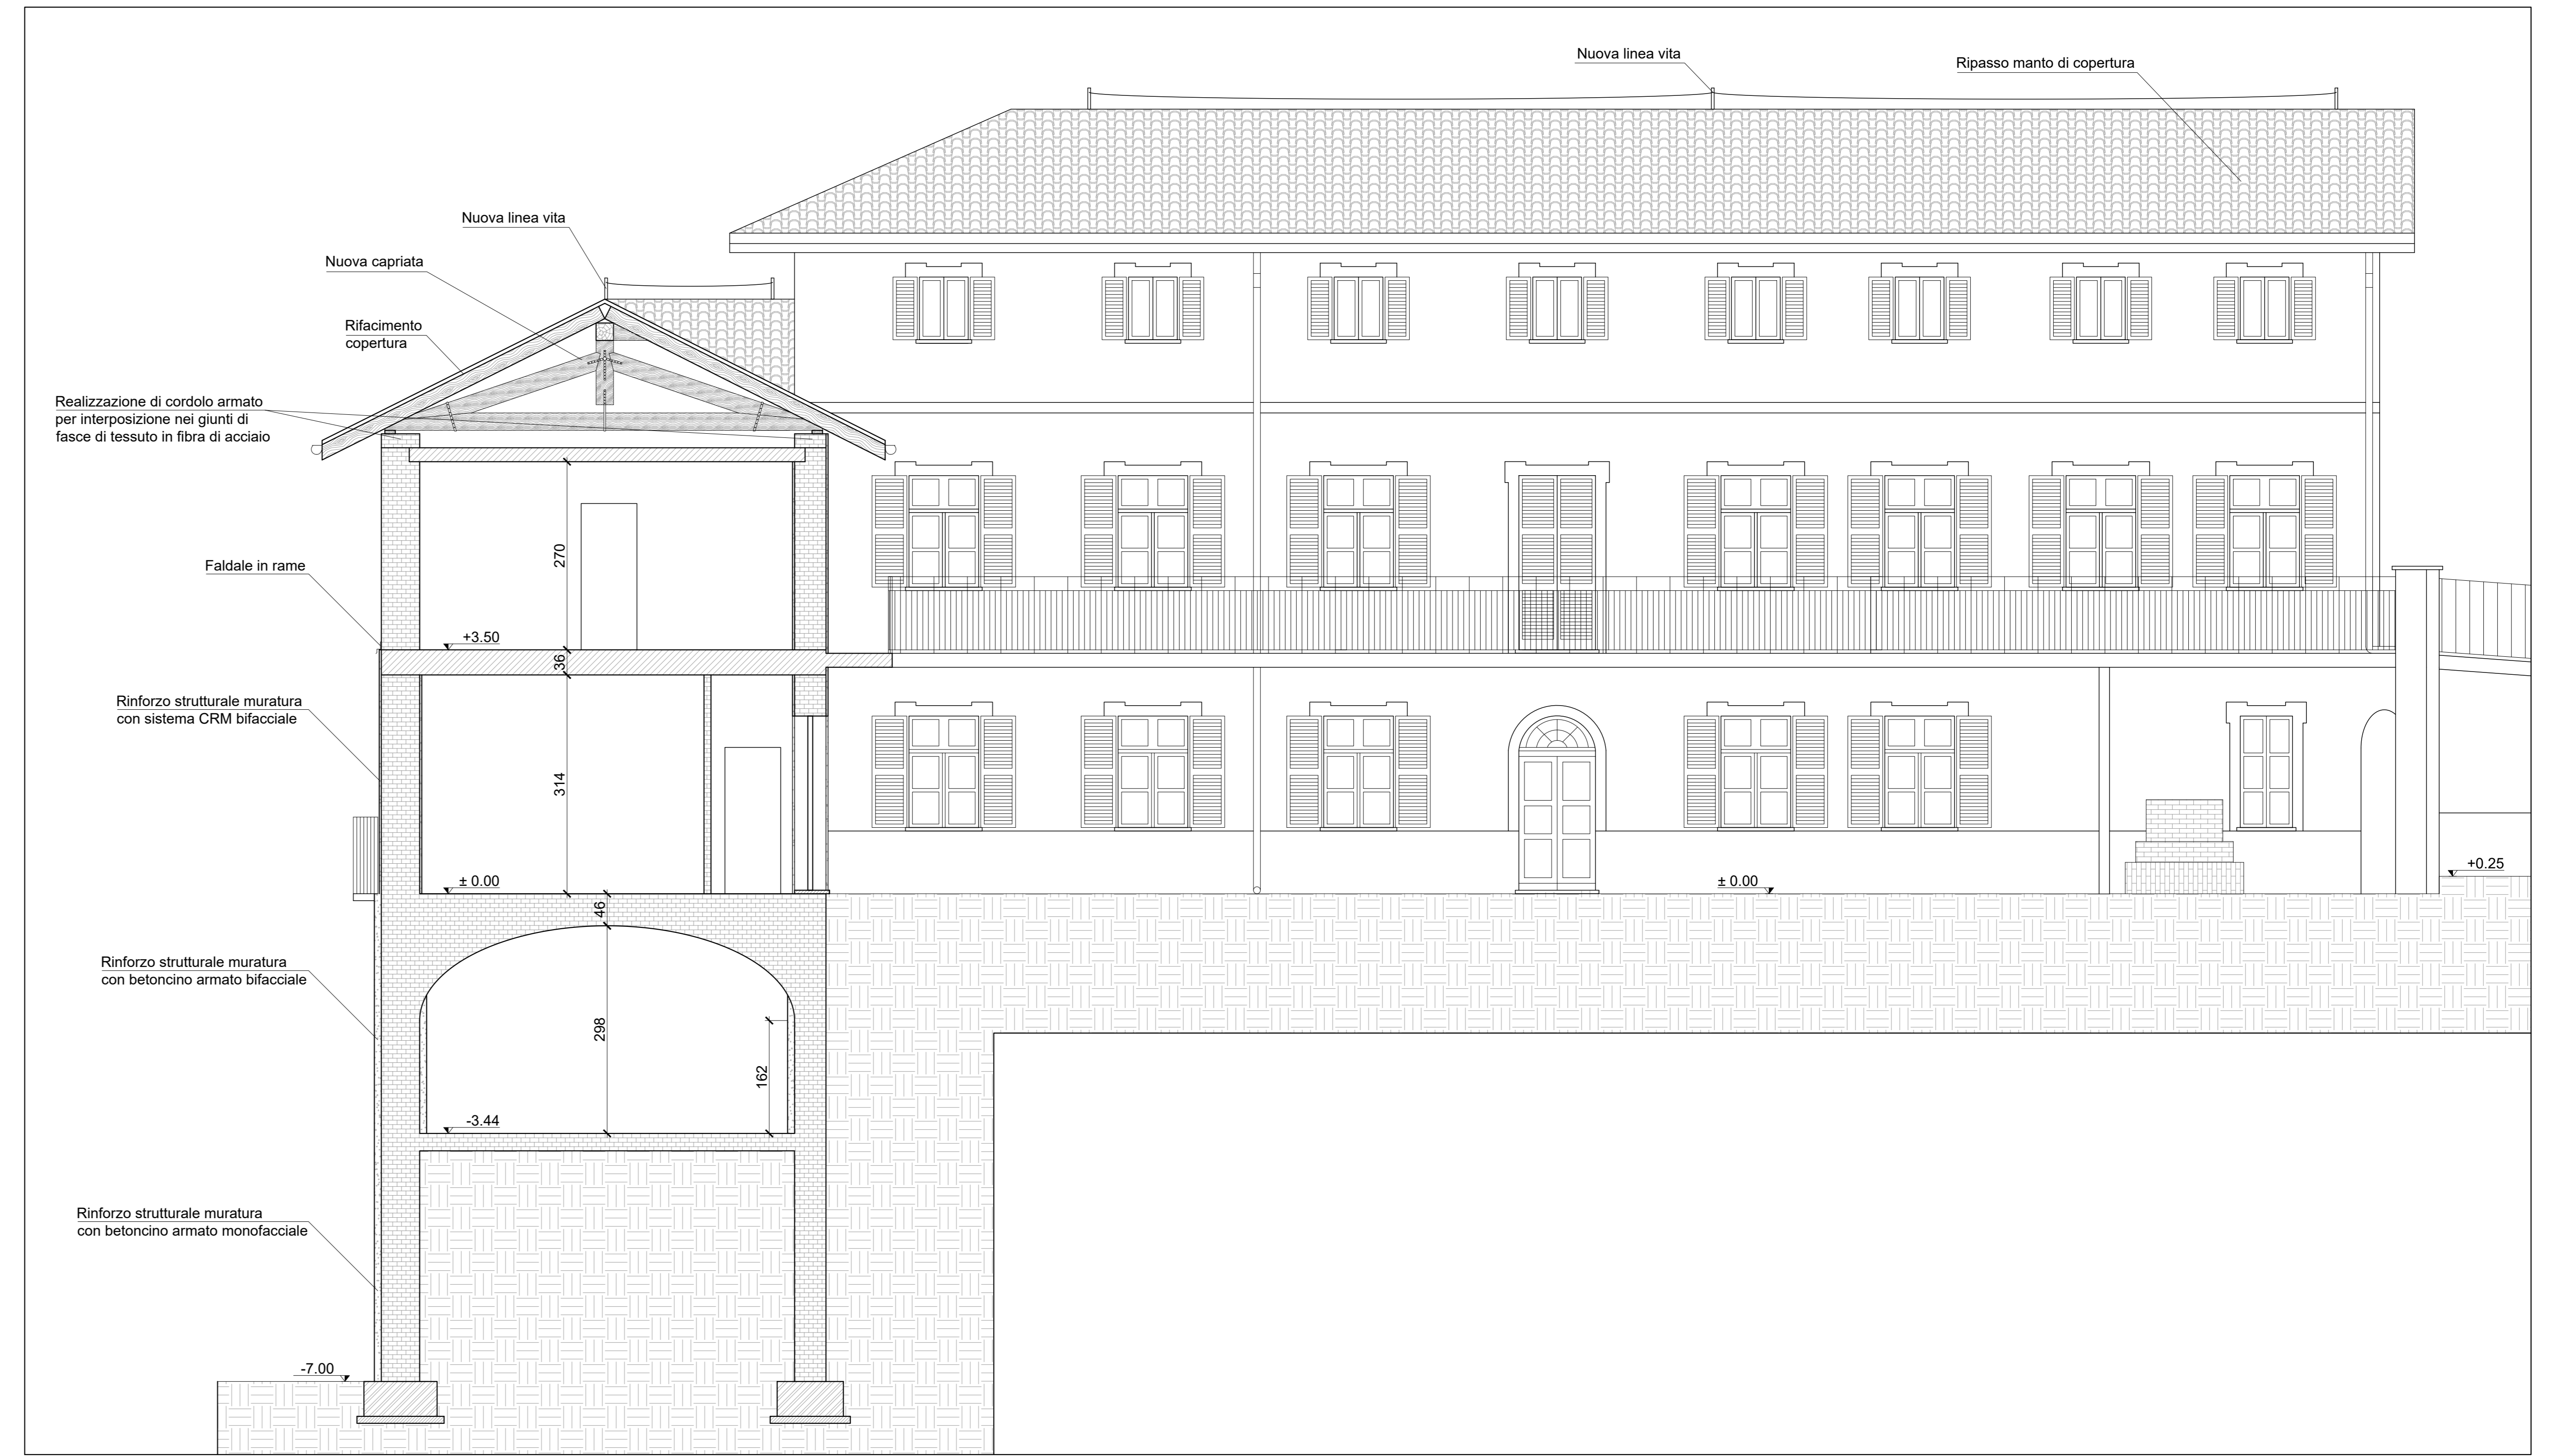 Nuova linea vita
Ripasso manto di copertura
Nuova linea vita
Nuova capriata
Rifacimento
copertura
Realizzazione di cordolo armato
per interposizione nei giunti di
fasce di tessuto in fibra di acciaio
270
Faldale in rame
+3.50
36
Rinforzo strutturale muratura
con sistema CRM bifacciale
314
± 0.00
± 0.00
+0.25
46
Rinforzo strutturale muratura
con betoncino armato bifacciale
298
162
-3.44
Rinforzo strutturale muratura
con betoncino armato monofacciale
-7.00